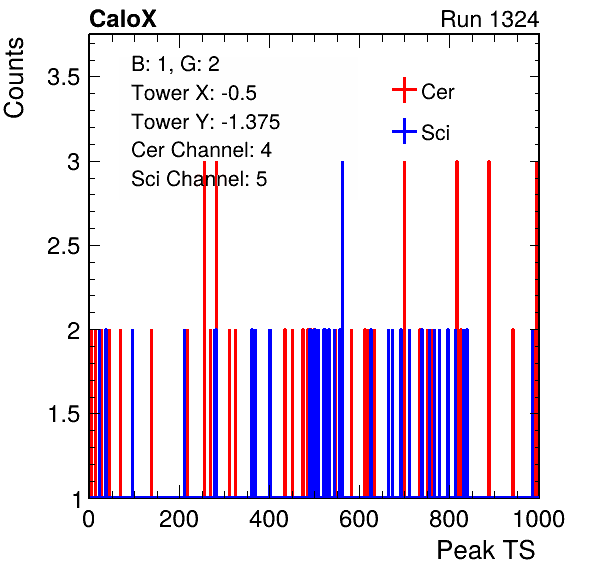 CaloX Run 1324
Counts
B: 1, G: 2
Tower X: -0.5
Tower Y: -1.375
Cer Channel: 4
Sci Channel: 5
Cer
Sci
3.5
3
2.5
2
1.5
1
0 200 400 600 800 1000
Peak TS